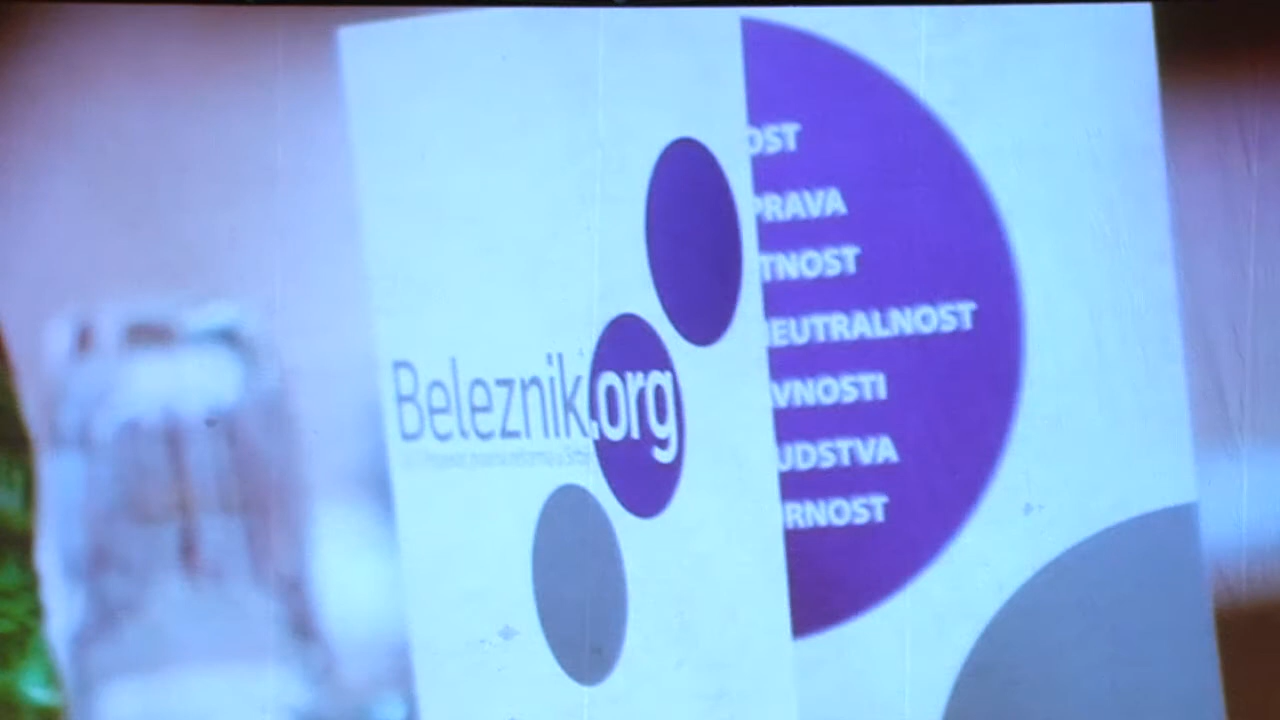 Beleznik.org
OST
PRAVA
TNOST
EUTRALNOST
VNOSTI
UDSTVA
RNOST